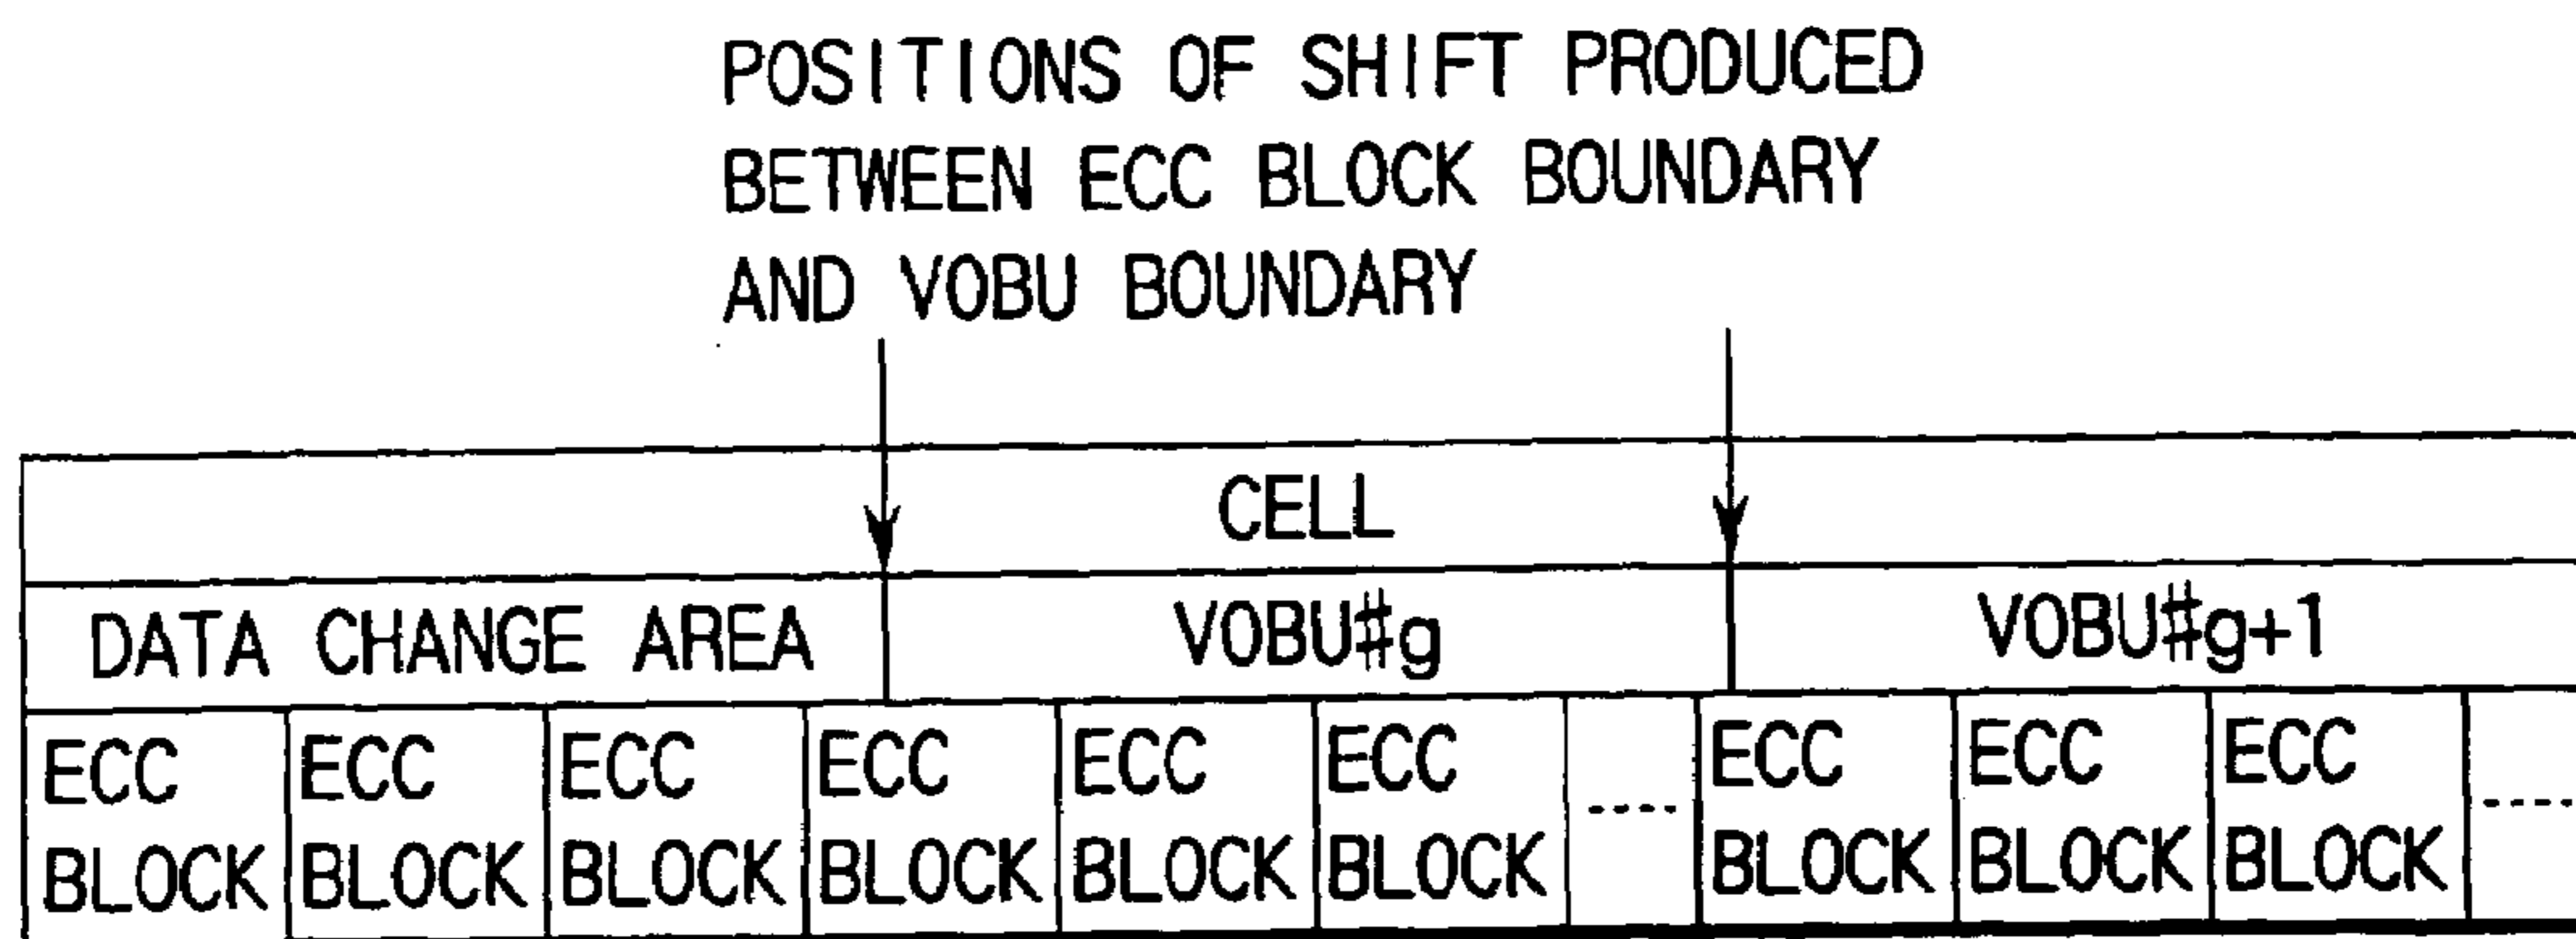 POSITIONS OF SHIFT PRODUCED
BETWEEN ECC BLOCK BOUNDARY
AND VOBU BOUNDARY
CELL
DATA CHANGE AREA VOBU#g VOBU#g+1
ECC ECC ECC ECC ECC ECC ECC ECC ECC
BLOCK BLOCK BLOCK BLOCK BLOCK BLOCK ---- BLOCK BLOCK BLOCK ----